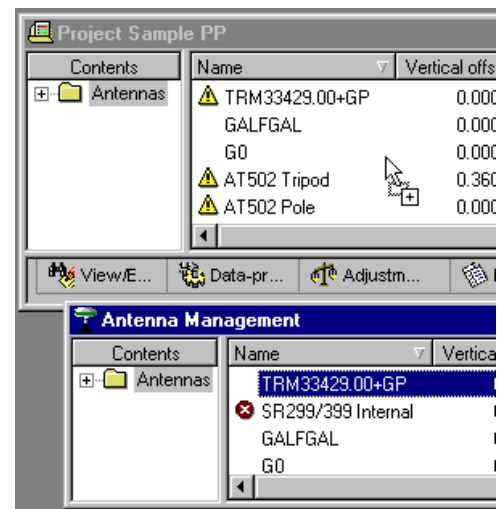 Project Sample PP
Contents Name Vertical offs
Antennas
TRM33429.00+GP 0.000
GALFGAL 0.000
G0 0.000
AT502 Tripod 0.360
AT502 Pole 0.000
View/E... Data-pr... Adjustm...
Antenna Management
Contents Name Vertica
Antennas
TRM33429.00+GP
SR299/399 Internal
GALFGAL
G0